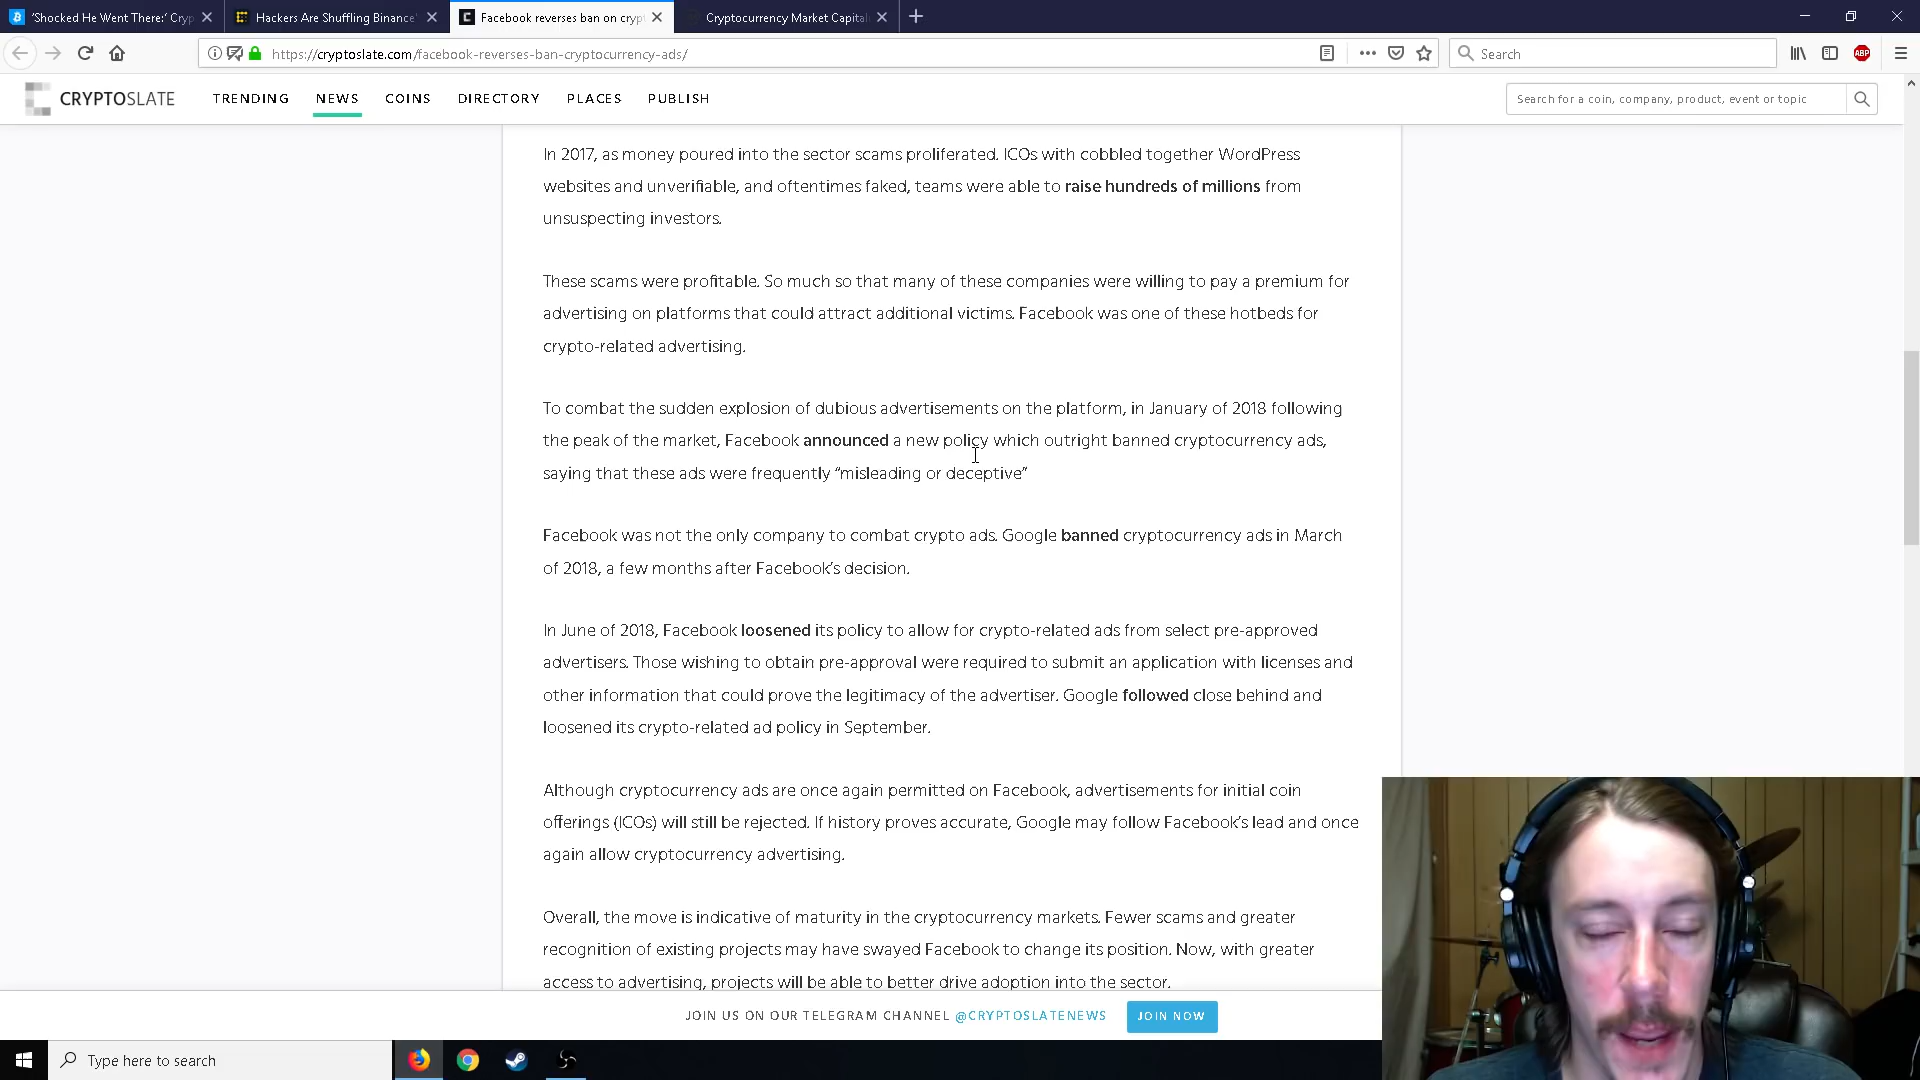 'Shocked He Went There:' Cryp
Hackers Are Shuffling Binance'
Facebook reverses ban on cryp
Cryptocurrency Market Capital
https://cryptoslate.com/facebook-reverses-ban-cryptocurrency-ads/
Search
ABP
CRYPTOSLATE
TRENDING
NEWS
COINS
DIRECTORY
PLACES
PUBLISH
Search for a coin, company, product, event or topic
In 2017, as money poured into the sector scams proliferated. ICOs with cobbled together WordPress
websites and unverifiable, and oftentimes faked, teams were able to raise hundreds of millions from
unsuspecting investors.
These scams were profitable. So much so that many of these companies were willing to pay a premium for
advertising on platforms that could attract additional victims. Facebook was one of these hotbeds for
crypto-related advertising.
To combat the sudden explosion of dubious advertisements on the platform, in January of 2018 following
the peak of the market, Facebook announced a new policy which outright banned cryptocurrency ads,
saying that these ads were frequently “misleading or deceptive”
Facebook was not the only company to combat crypto ads. Google banned cryptocurrency ads in March
of 2018, a few months after Facebook’s decision.
In June of 2018, Facebook loosened its policy to allow for crypto-related ads from select pre-approved
advertisers. Those wishing to obtain pre-approval were required to submit an application with licenses and
other information that could prove the legitimacy of the advertiser. Google followed close behind and
loosened its crypto-related ad policy in September.
Although cryptocurrency ads are once again permitted on Facebook, advertisements for initial coin
offerings (ICOs) will still be rejected. If history proves accurate, Google may follow Facebook’s lead and once
again allow cryptocurrency advertising.
Overall, the move is indicative of maturity in the cryptocurrency markets. Fewer scams and greater
recognition of existing projects may have swayed Facebook to change its position. Now, with greater
access to advertising, projects will be able to better drive adoption into the sector.
JOIN US ON OUR TELEGRAM CHANNEL @CRYPTOSLATENEWS
JOIN NOW
Type here to search